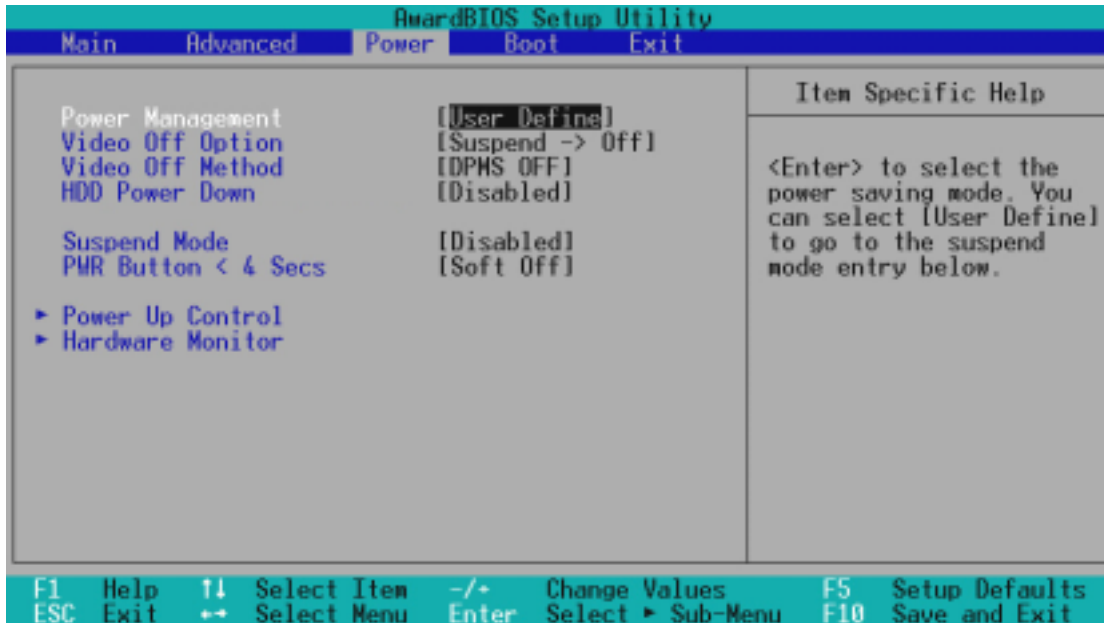 AwardBIOS Setup Utility
Main Advanced Power Boot Exit
Power Management [User Define]
Video Off Option [Suspend -> Off]
Video Off Method [DPMS OFF]
HDD Power Down [Disabled]
Suspend Mode [Disabled]
PWR Button < 4 Secs [Soft Off]
► Power Up Control
► Hardware Monitor
Item Specific Help
<Enter> to select the
power saving mode. You
can select [User Define]
to go to the suspend
mode entry below.
F1 Help ↑↓ Select Item -/+ Change Values F5 Setup Defaults
ESC Exit ←→ Select Menu Enter Select ► Sub-Menu F10 Save and Exit